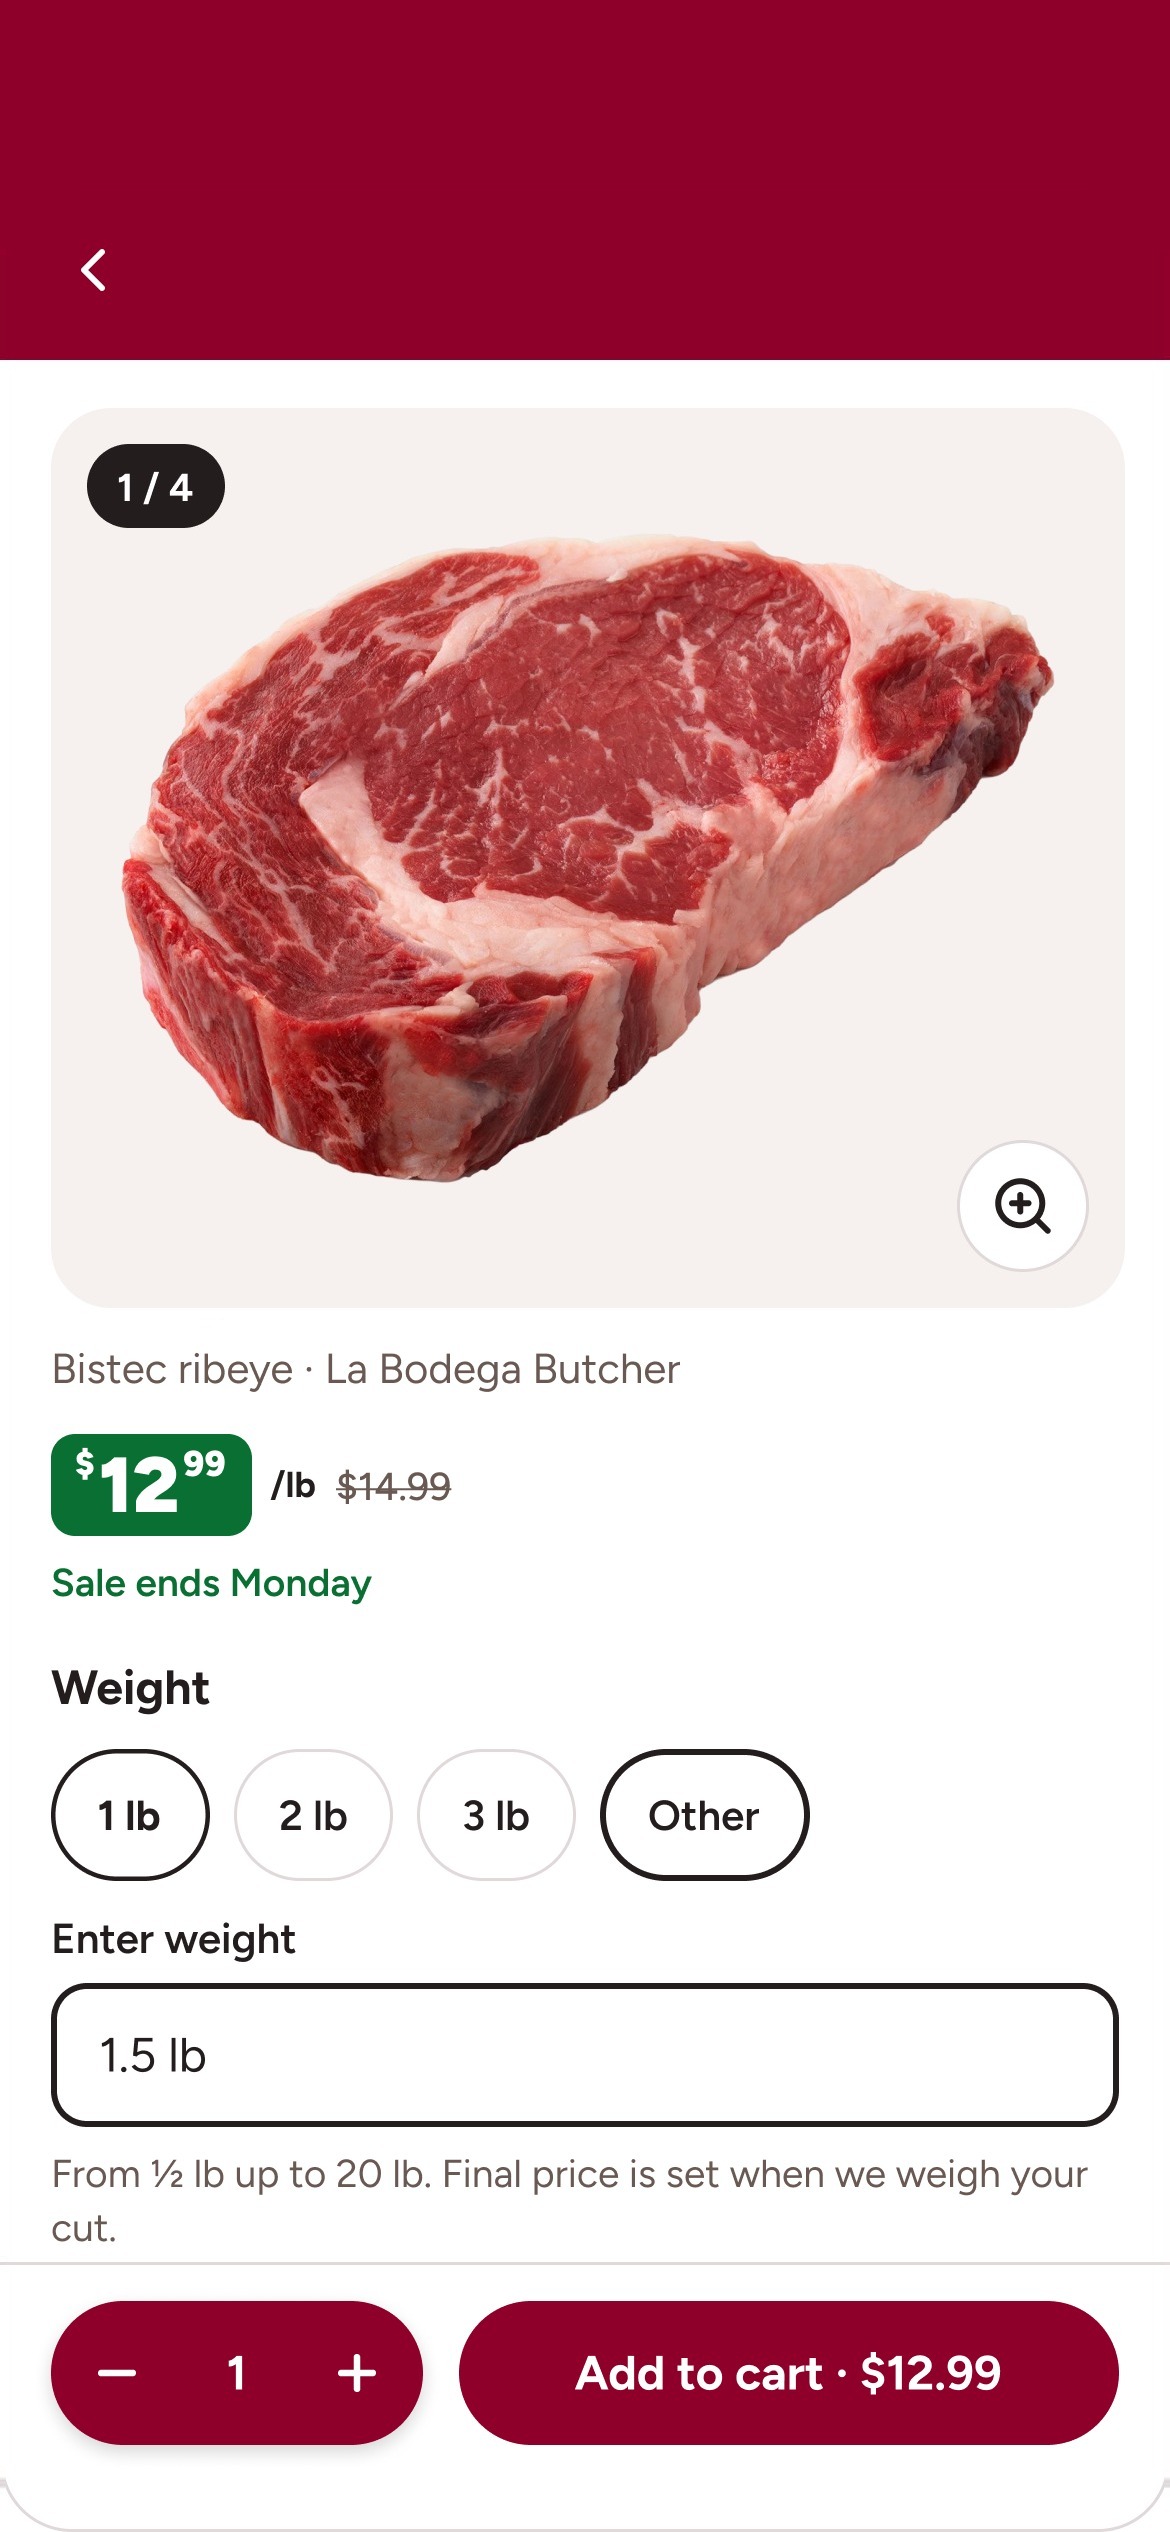 1 / 4
Bistec ribeye · La Bodega Butcher
$12 99 /lb $14.99
Sale ends Monday
Weight
1 lb 2 lb 3 lb Other
Enter weight
1.5 lb
From ½ lb up to 20 lb. Final price is set when we weigh your
cut.
1 Add to cart · $12.99